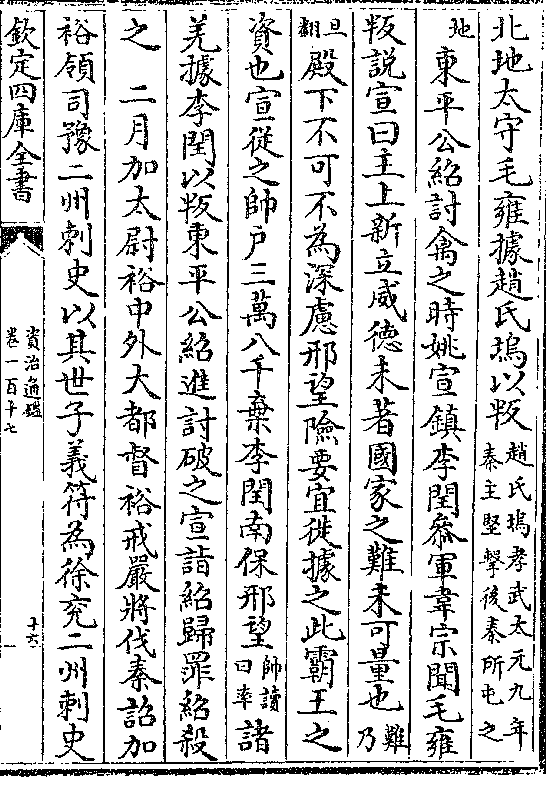 北地太守毛雍據趙氏塢以叛趙氏塢孝武太元九年秦主堅擊後秦所屯之
地東平公紹討禽之時姚宣鎮李閏參軍韋宗聞毛雍
叛說宣曰主上新立威德未著國家之難未可量也難乃
旦翻殿下不可不為深慮邢望險要宜徙據之此霸王之
資也宣從之帥戶三萬八千棄李閏南保邢望帥讀曰率諸
羌據李閏以叛東平公紹進討破之宣詣紹歸罪紹殺
之 二月加太尉裕中外大都督裕戒嚴將伐秦詔加
裕領司豫二州刺史以其世子義符為徐兗二州刺史
欽定四庫全書
資治通鑑
卷一百十七
十六